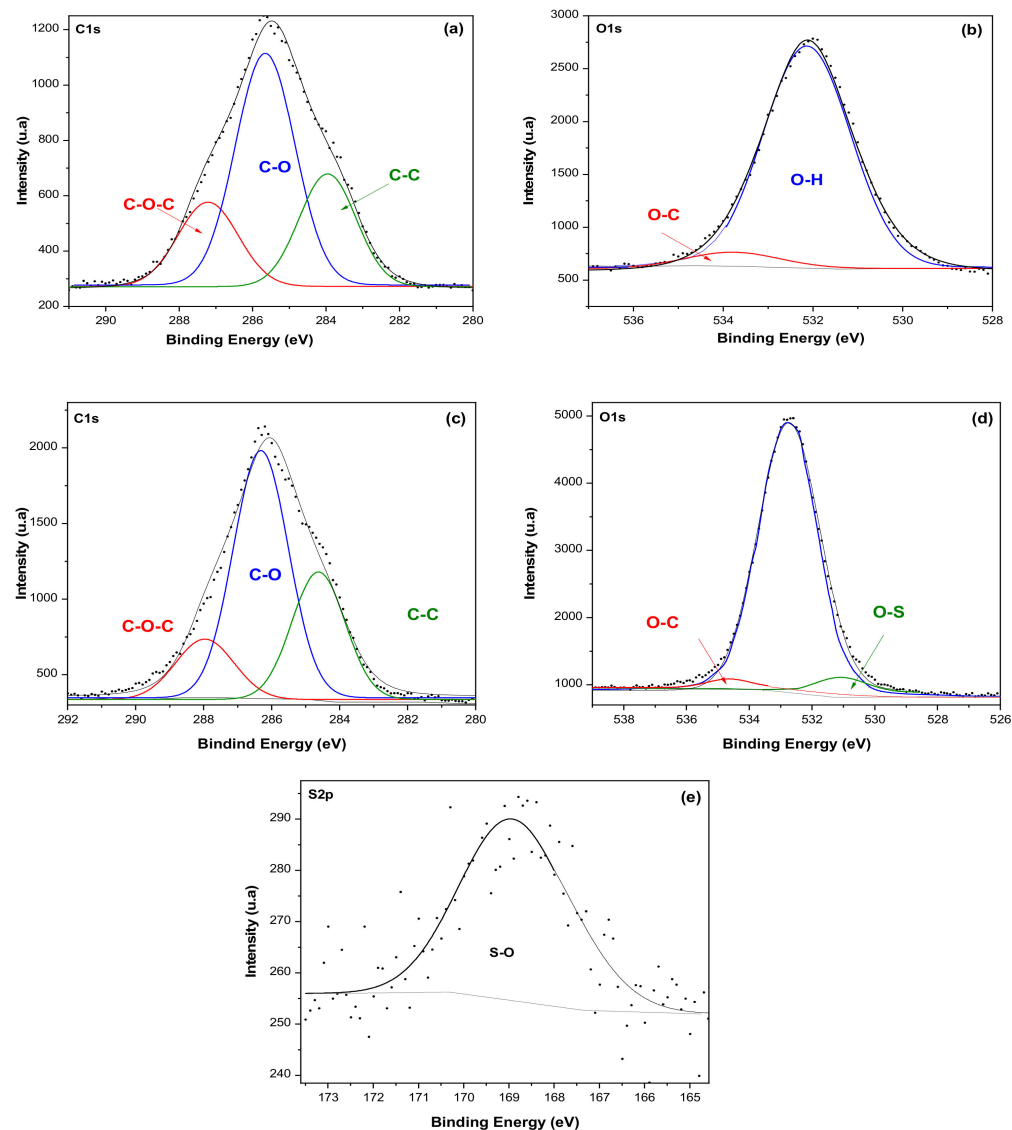 C1s
(a)
Intensity (u.a)
1200
1000
800
600
400
200
C-O
C-C
C-O-C
290
288
286
284
282
280
Binding Energy (eV)
O1s
(b)
Intensity (u.a)
3000
2500
2000
1500
1000
500
O-H
O-C
536
534
532
530
528
Binding Energy (eV)
C1s
(c)
Intensity (u.a)
2000
1500
1000
500
C-O
C-C
C-O-C
292
290
288
286
284
282
280
Bindind Energy (eV)
O1s
(d)
Intensity (u.a)
5000
4000
3000
2000
1000
O-C
O-S
538
536
534
532
530
528
526
Binding Energy (eV)
S2p
(e)
Intensity (u.a)
290
280
270
260
250
240
S-O
173
172
171
170
169
168
167
166
165
Binding Energy (eV)